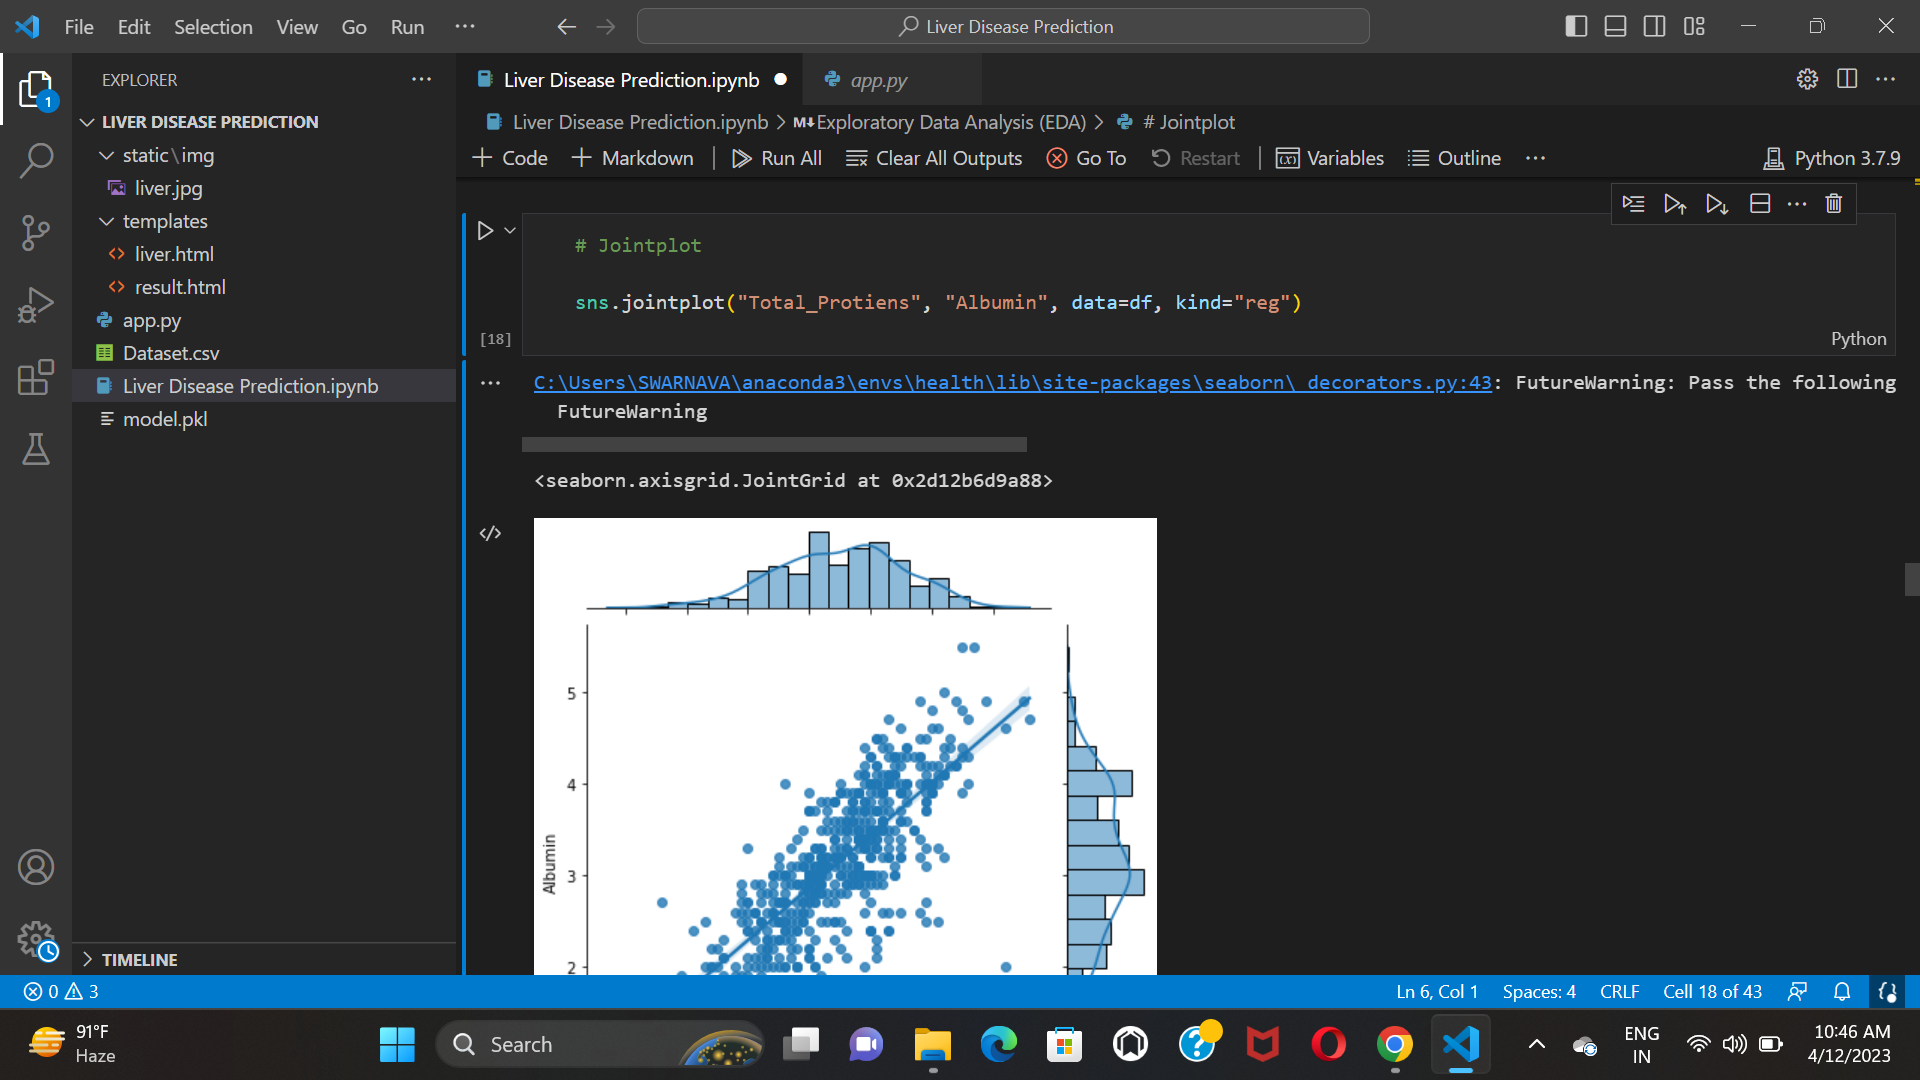 File Edit Selection View Go Run ···
Liver Disease Prediction
EXPLORER
LIVER DISEASE PREDICTION
static\img
liver.jpg
templates
liver.html
result.html
app.py
Dataset.csv
Liver Disease Prediction.ipynb
model.pkl
TIMELINE
1
Liver Disease Prediction.ipynb
app.py
Liver Disease Prediction.ipynb > M↓Exploratory Data Analysis (EDA) > # Jointplot
+ Code + Markdown | Run All Clear All Outputs Go To Restart | Variables Outline ···
Python 3.7.9
# Jointplot
sns.jointplot("Total_Protiens", "Albumin", data=df, kind="reg")
[18]
Python
C:\Users\SWARNAVA\anaconda3\envs\health\lib\site-packages\seaborn\_decorators.py:43: FutureWarning: Pass the following
FutureWarning
<seaborn.axisgrid.JointGrid at 0x2d12b6d9a88>
5
4
3
2
Albumin
0 3
Ln 6, Col 1 Spaces: 4 CRLF Cell 18 of 43
91°F
Haze
Search
ENG
IN
10:46 AM
4/12/2023